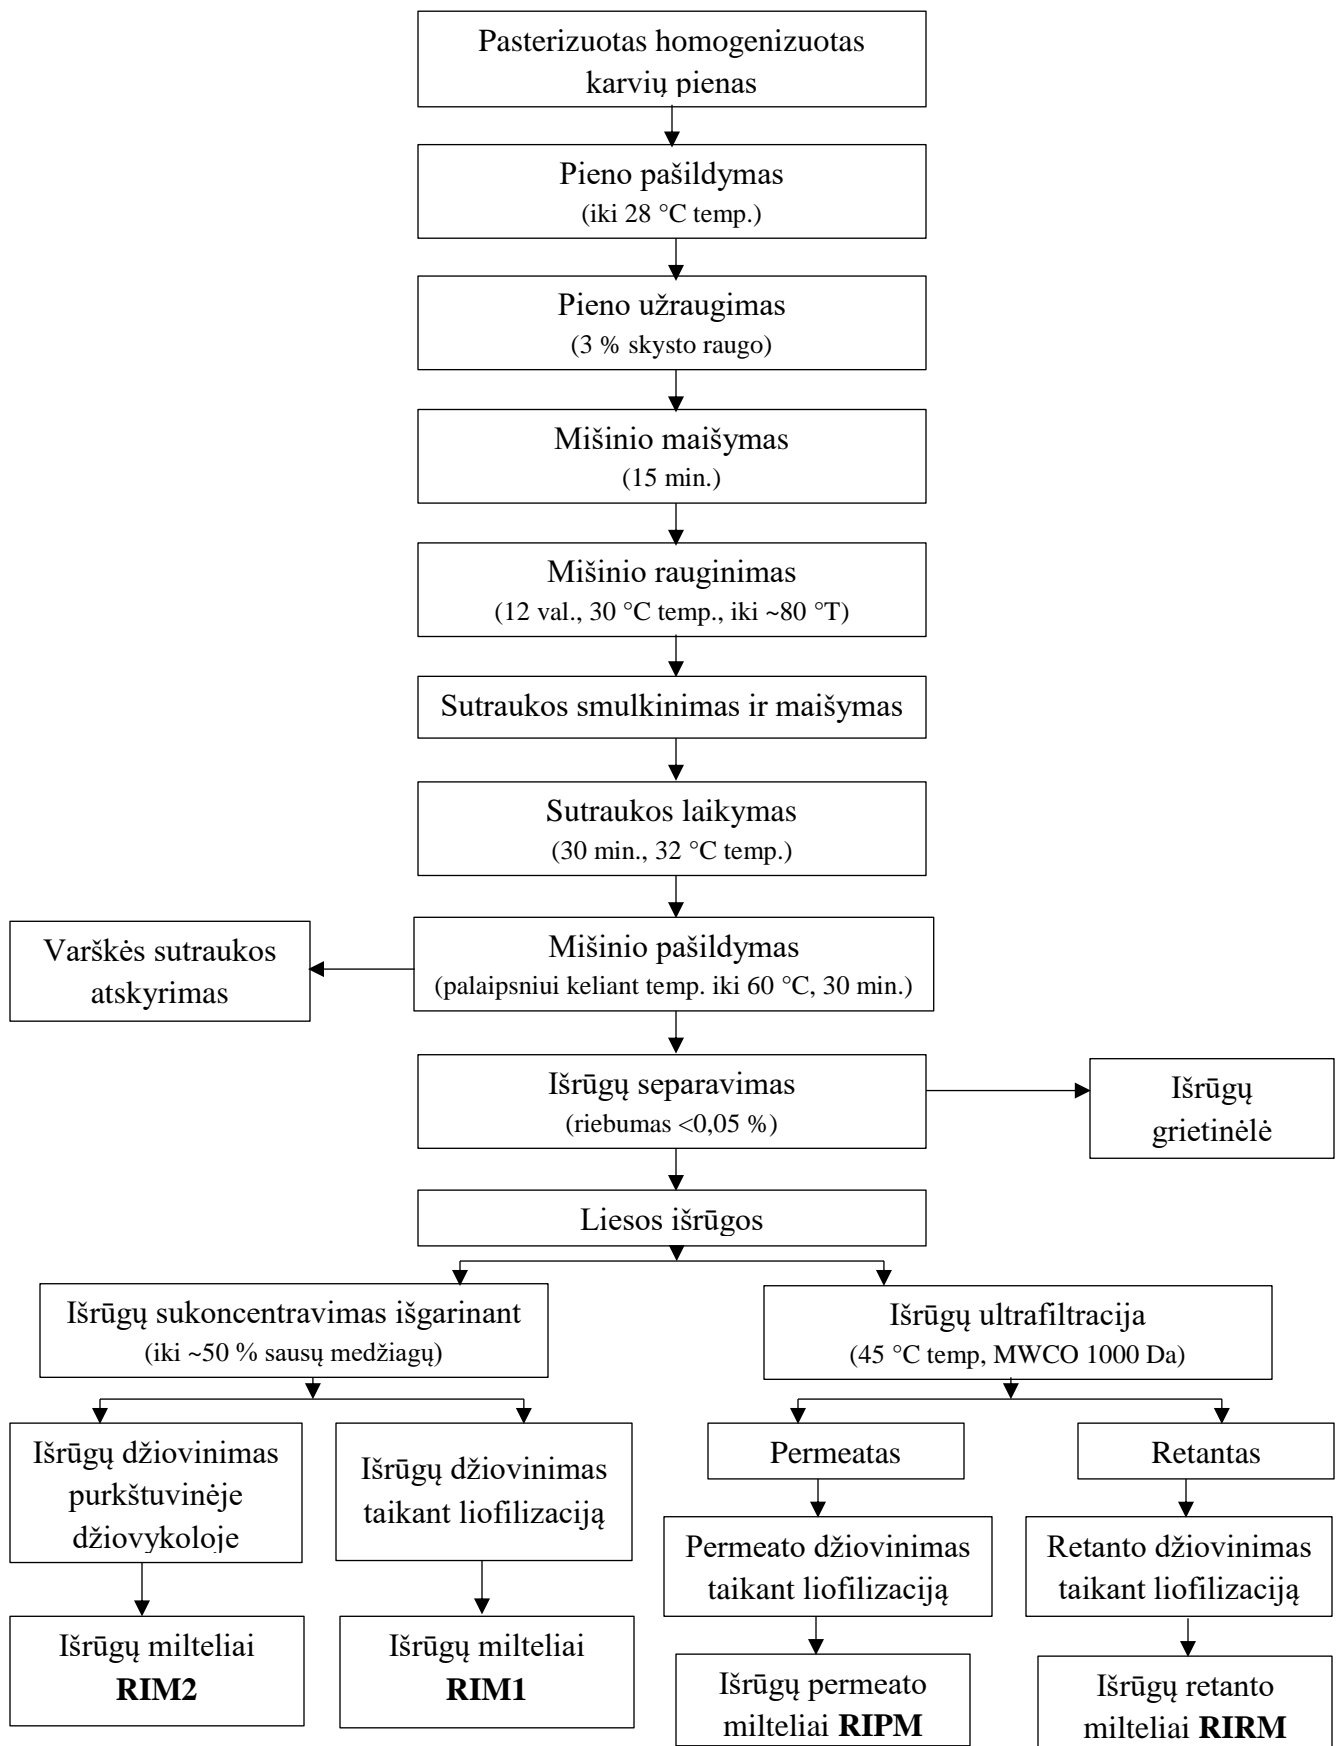 Pasterizuotas homogenizuotas
karvių pienas
Pieno pašildymas
(iki 28 °C temp.)
Pieno užraugimas
(3 % skysto raugo)
Mišinio maišymas
(15 min.)
Mišinio rauginimas
(12 val., 30 °C temp., iki ~80 °T)
Sutraukos smulkinimas ir maišymas
Sutraukos laikymas
(30 min., 32 °C temp.)
Varškės sutraukos
atskyrimas
Mišinio pašildymas
(palaipsniui keliant temp. iki 60 °C, 30 min.)
Išrūgų separavimas
(riebumas <0,05 %)
Išrūgų
grietinėlė
Liesos išrūgos
Išrūgų sukoncentravimas išgarinant
(iki ~50 % sausų medžiagų)
Išrūgų ultrafiltracija
(45 °C temp, MWCO 1000 Da)
Išrūgų džiovinimas
purkštuvinėje
džiovykoloje
Išrūgų džiovinimas
taikant liofilizaciją
Permeatas
Retantas
Permeato džiovinimas
taikant liofilizaciją
Retanto džiovinimas
taikant liofilizaciją
Išrūgų milteliai
RIM2
Išrūgų milteliai
RIM1
Išrūgų permeato
milteliai RIPM
Išrūgų retanto
milteliai RIRM